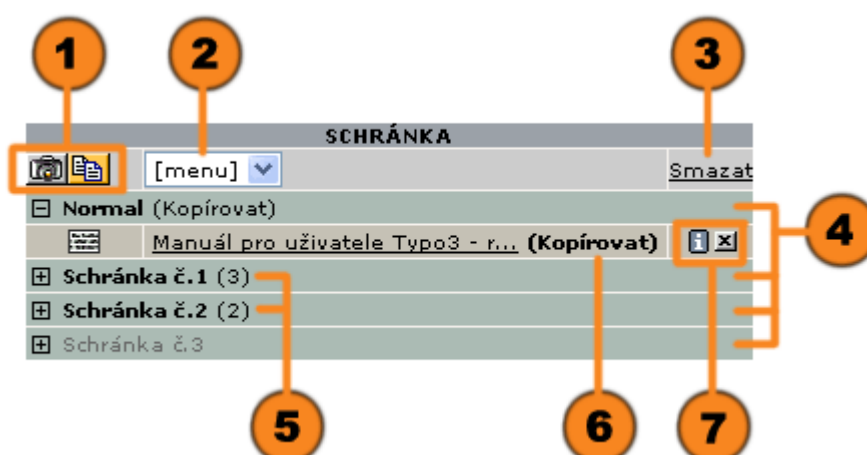 1 2 3
SCHRÁNKA
[menu] Smazat
Normal (Kopírovat)
Manuál pro uživatele Typo3 - r... (Kopírovat)
4
Schránka č.1 (3)
Schránka č.2 (2)
Schránka č.3
5 6 7